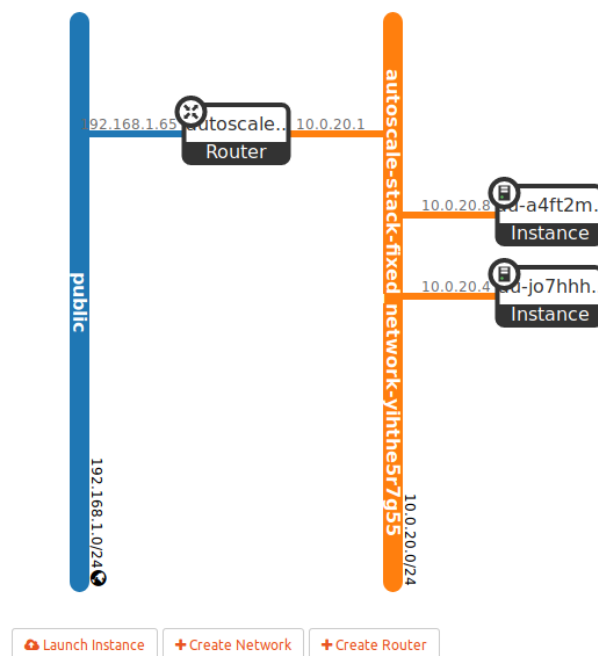 public
192.168.1.0/24
192.168.1.65
autoscale..
Router
10.0.20.1
autoscale-stack-fixed_network-yihthe5r7g55
10.0.20.0/24
10.0.20.8
-a4ft2m.
Instance
10.0.20.4
-jo7hhh.
Instance
Launch Instance
Create Network
Create Router